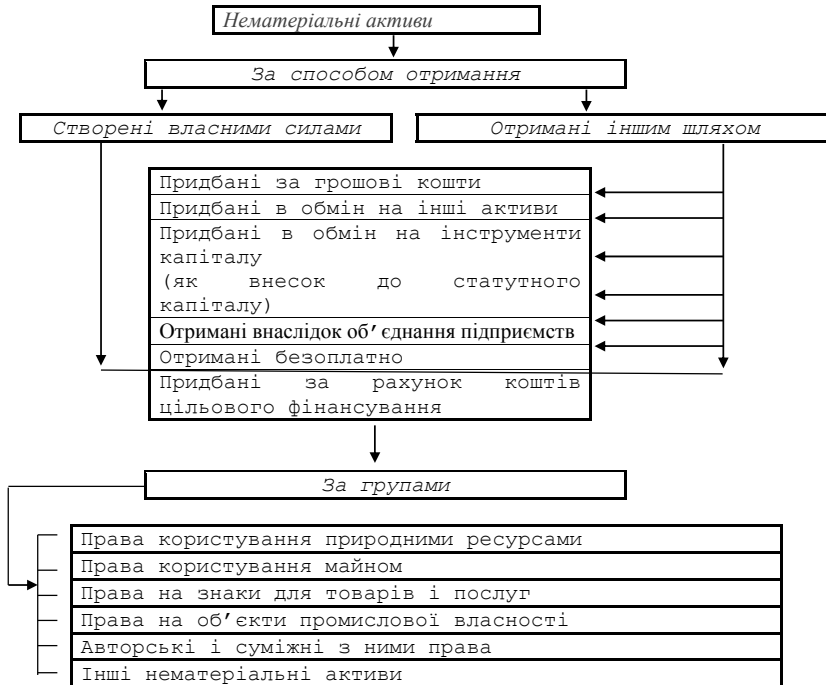 Нематеріальні активи
За способом отримання
Створені власними силами
Отримані іншим шляхом
Придбані за грошові кошти
Придбані в обмін на інші активи
Придбані в обмін на інструменти
капіталу
(як внесок до статутного
капіталу)
Отримані внаслідок об′єднання підприємств
Отримані безоплатно
Придбані за рахунок коштів
цільового фінансування
За групами
Права користування природними ресурсами
Права користування майном
Права на знаки для товарів і послуг
Права на об′єкти промислової власності
Авторські і суміжні з ними права
Інші нематеріальні активи